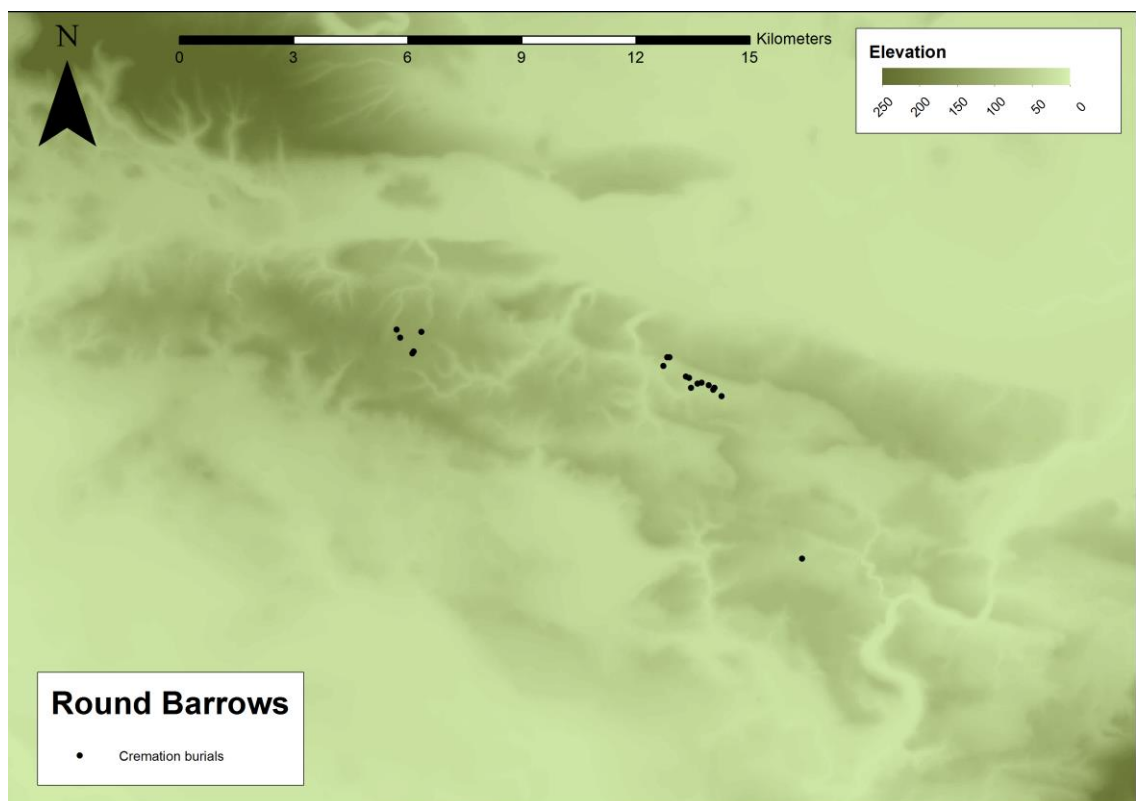 N
Kilometers
0 3 6 9 12 15
Elevation
250 200 150 100 50 0
Round Barrows
Cremation burials